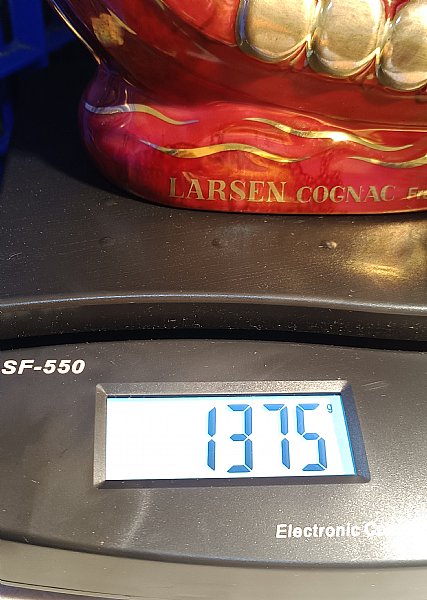 LARSEN COGNAC
SF-550
1375 g
Electronic